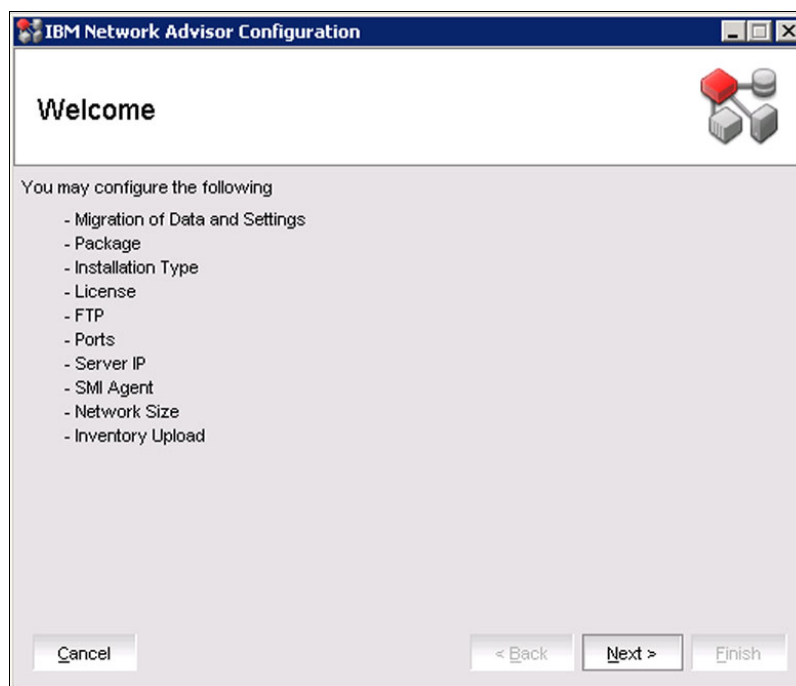 IBM Network Advisor Configuration
Welcome
You may configure the following
- Migration of Data and Settings
- Package
- Installation Type
- License
- FTP
- Ports
- Server IP
- SMI Agent
- Network Size
- Inventory Upload
Cancel
< Back
Next >
Finish